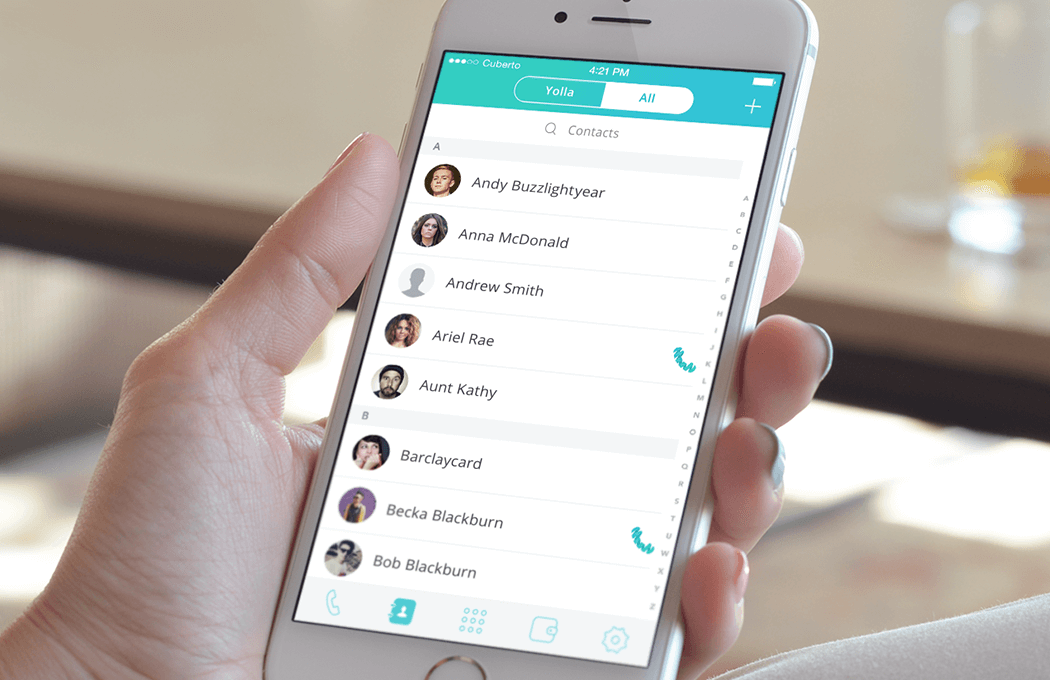 Cuberto 4:21 PM
Yolla All
Contacts
A
Andy Buzzlightyear
Anna McDonald
Andrew Smith
Ariel Rae
Aunt Kathy
B
Barclaycard
Becka Blackburn
Bob Blackburn
A
B
C
D
E
F
G
H
I
J
K
L
M
N
O
P
Q
R
S
T
U
W
X
Y
Z